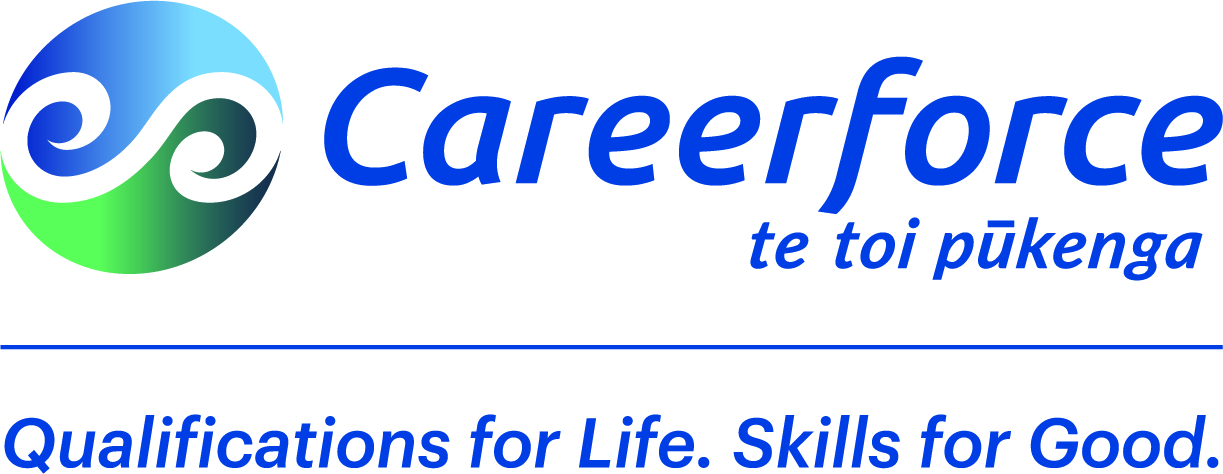 Careerforce
te toi pūkenga
Qualifications for Life. Skills for Good.